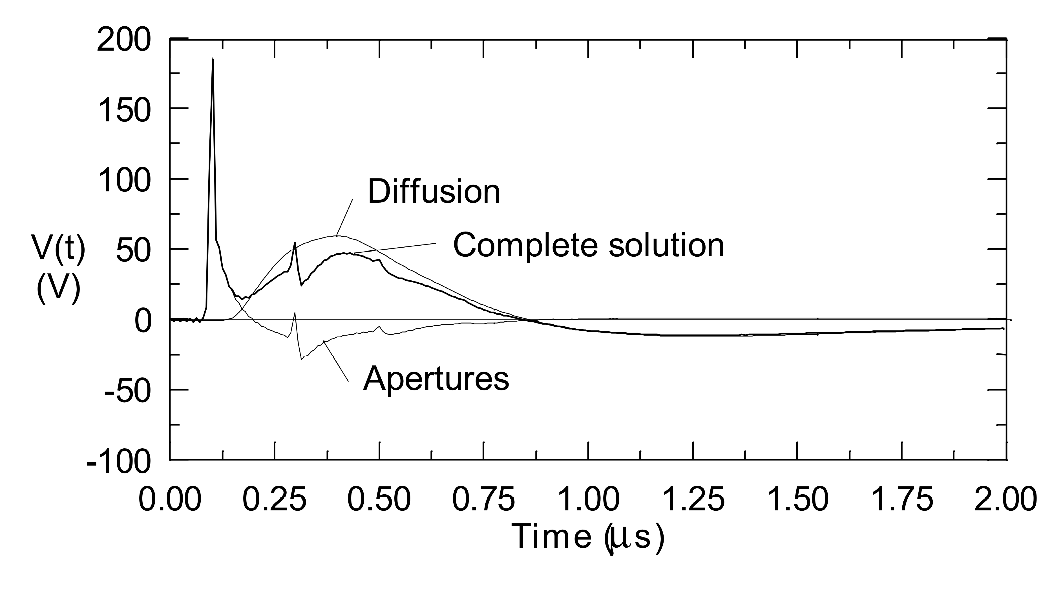 200
150
100
50
0
-50
-100
V(t)
(V)
Diffusion
Complete solution
Apertures
0.00 0.25 0.50 0.75 1.00 1.25 1.50 1.75 2.00
Time (μs)